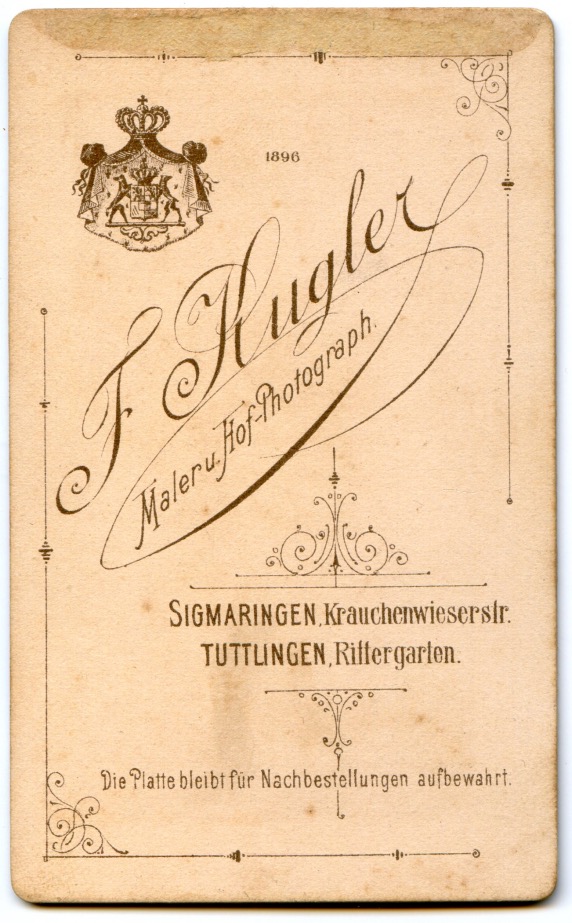 1896
F Hugler
Maler u. Hof-Photograph.
SIGMARINGEN, Krauchenwieserstr.
TUTTLINGEN, Rittergarten.
Die Platte bleibt für Nachbestellungen aufbewahrt.